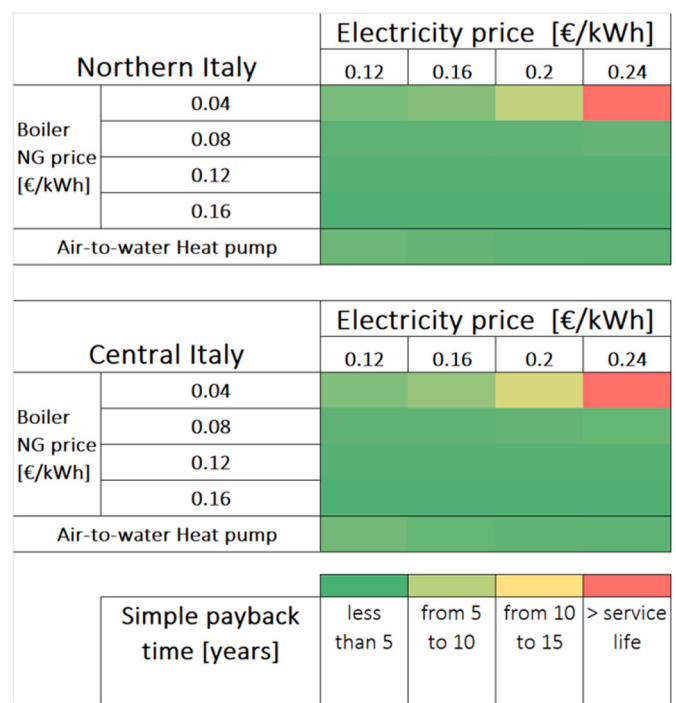 Electricity price [€/kWh]
Northern Italy
0.12 0.16 0.2 0.24
Boiler
NG price
[€/kWh]
0.04
0.08
0.12
0.16
Air-to-water Heat pump
Electricity price [€/kWh]
Central Italy
0.12 0.16 0.2 0.24
Boiler
NG price
[€/kWh]
0.04
0.08
0.12
0.16
Air-to-water Heat pump
Simple payback
time [years]
less
than 5
from 5
to 10
from 10
to 15
> service
life